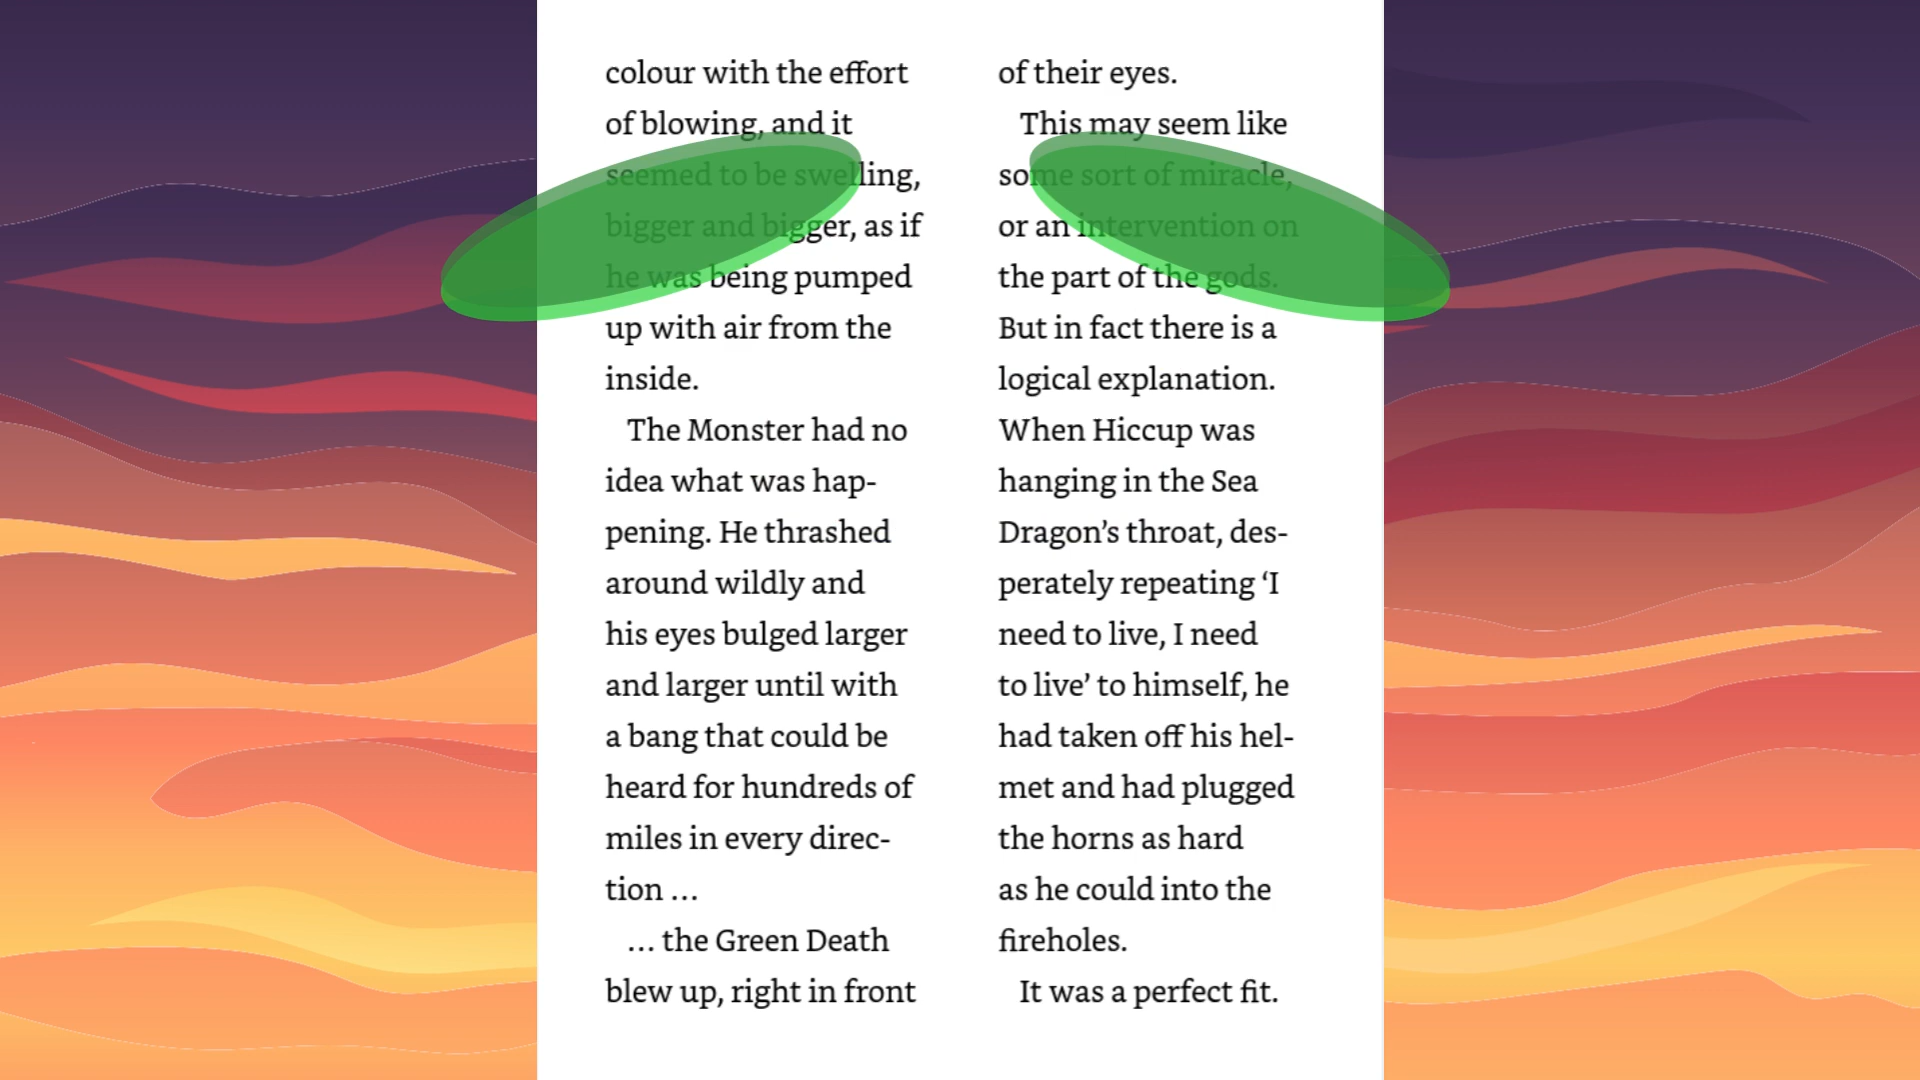 colour with the effort
of blowing, and it
seemed to be swelling,
bigger and bigger, as if
he was being pumped
up with air from the
inside.
The Monster had no
idea what was hap-
pening. He thrashed
around wildly and
his eyes bulged larger
and larger until with
a bang that could be
heard for hundreds of
miles in every direc-
tion …
… the Green Death
blew up, right in front
of their eyes.
This may seem like
some sort of miracle,
or an intervention on
the part of the gods.
But in fact there is a
logical explanation.
When Hiccup was
hanging in the Sea
Dragon’s throat, des-
perately repeating ‘I
need to live, I need
to live’ to himself, he
had taken off his hel-
met and had plugged
the horns as hard
as he could into the
fireholes.
It was a perfect fit.